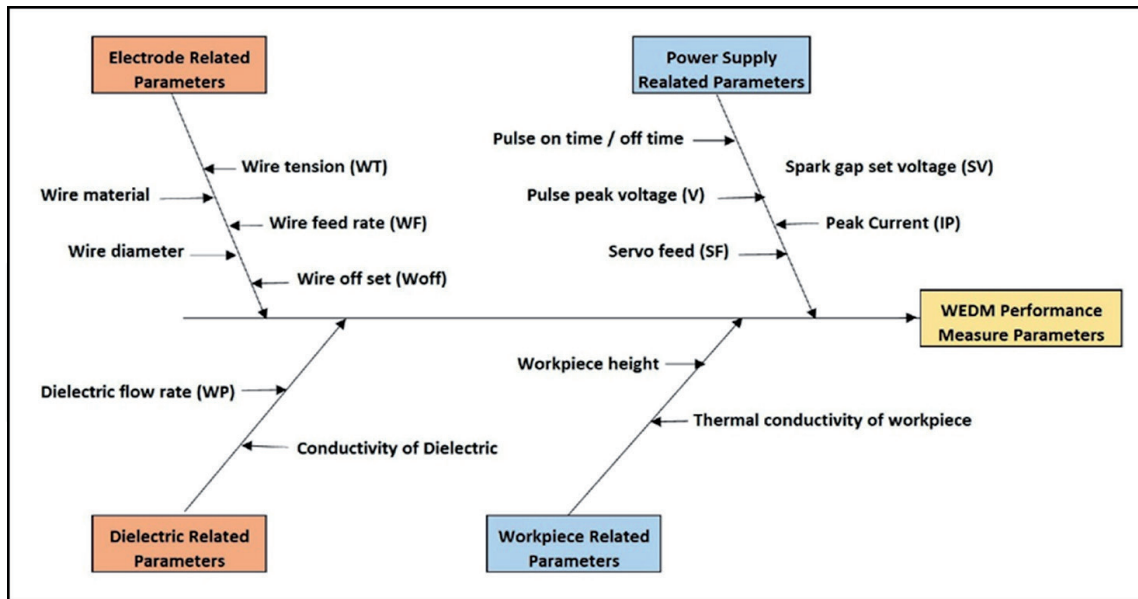 Electrode Related
Parameters
Power Supply
Realated Parameters
Pulse on time / off time
Wire tension (WT)
Spark gap set voltage (SV)
Wire material
Pulse peak voltage (V)
Wire feed rate (WF)
Peak Current (IP)
Wire diameter
Servo feed (SF)
Wire off set (Woff)
WEDM Performance
Measure Parameters
Workpiece height
Dielectric flow rate (WP)
Thermal conductivity of workpiece
Conductivity of Dielectric
Dielectric Related
Parameters
Workpiece Related
Parameters